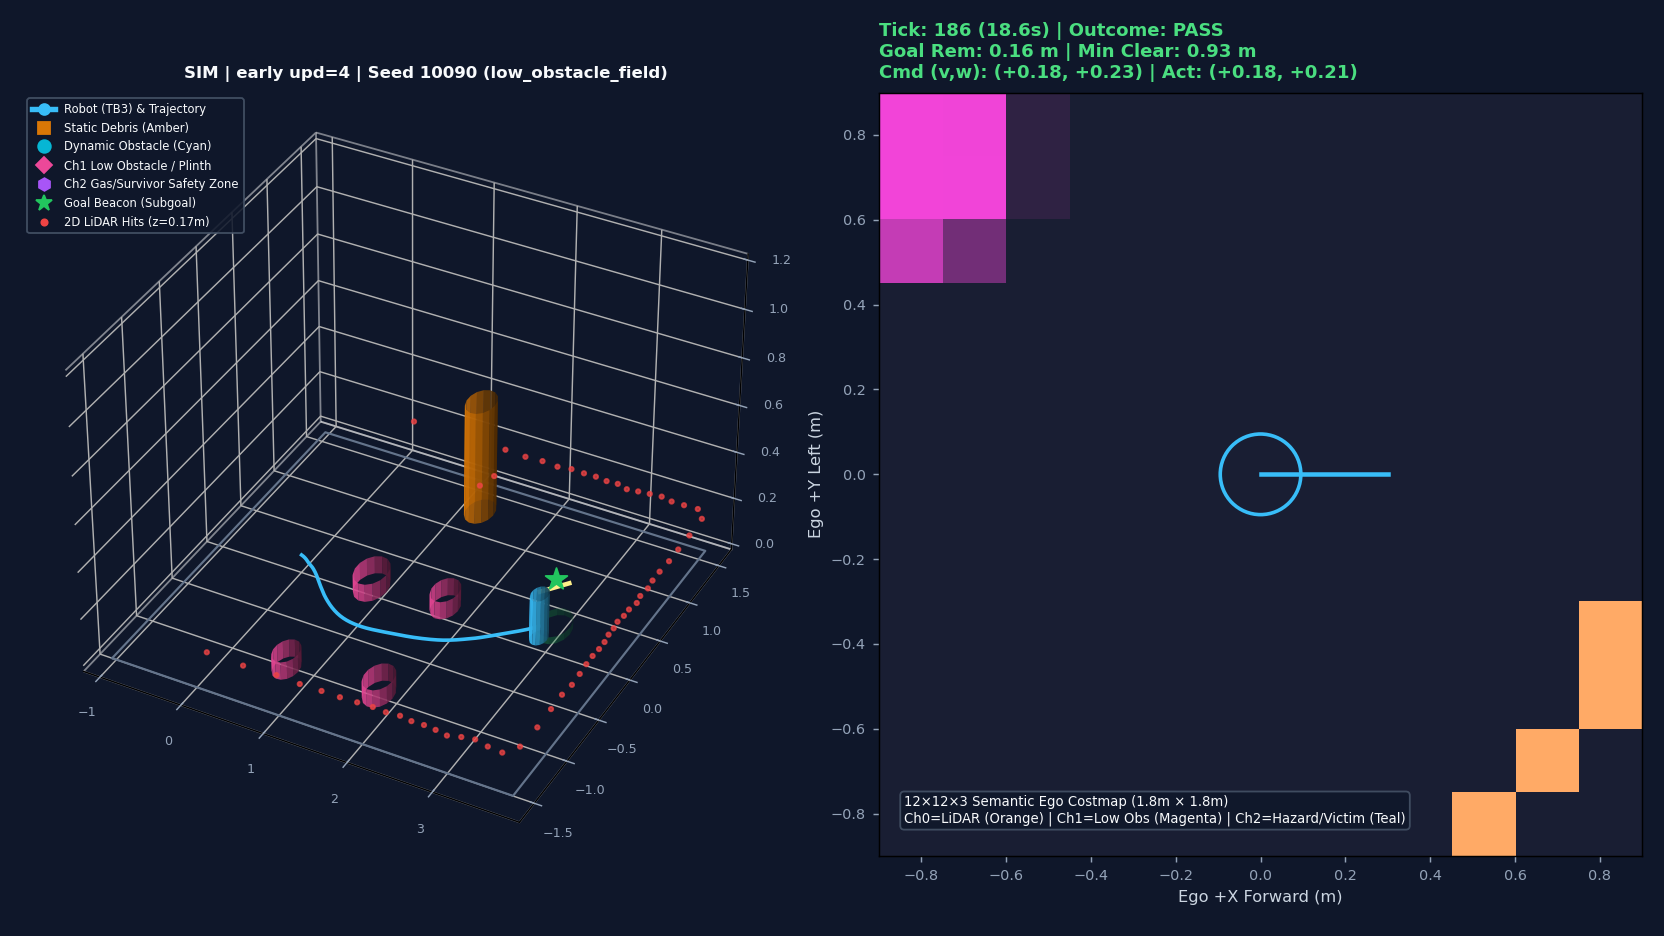 SIM | early upd=4 | Seed 10090 (low_obstacle_field)
Robot (TB3) & Trajectory
Static Debris (Amber)
Dynamic Obstacle (Cyan)
Ch1 Low Obstacle / Plinth
Ch2 Gas/Survivor Safety Zone
Goal Beacon (Subgoal)
2D LiDAR Hits (z=0.17m)
1.2
1.0
0.8
0.6
0.4
0.2
0.0
1.5
1.0
0.5
0.0
−0.5
−1.0
−1.5
−1
0
1
2
3
Tick: 186 (18.6s) | Outcome: PASS
Goal Rem: 0.16 m | Min Clear: 0.93 m
Cmd (v,w): (+0.18, +0.23) | Act: (+0.18, +0.21)
Ego +Y Left (m)
0.8
0.6
0.4
0.2
0.0
−0.2
−0.4
−0.6
−0.8
12×12×3 Semantic Ego Costmap (1.8m × 1.8m)
Ch0=LiDAR (Orange) | Ch1=Low Obs (Magenta) | Ch2=Hazard/Victim (Teal)
−0.8 −0.6 −0.4 −0.2 0.0 0.2 0.4 0.6 0.8
Ego +X Forward (m)